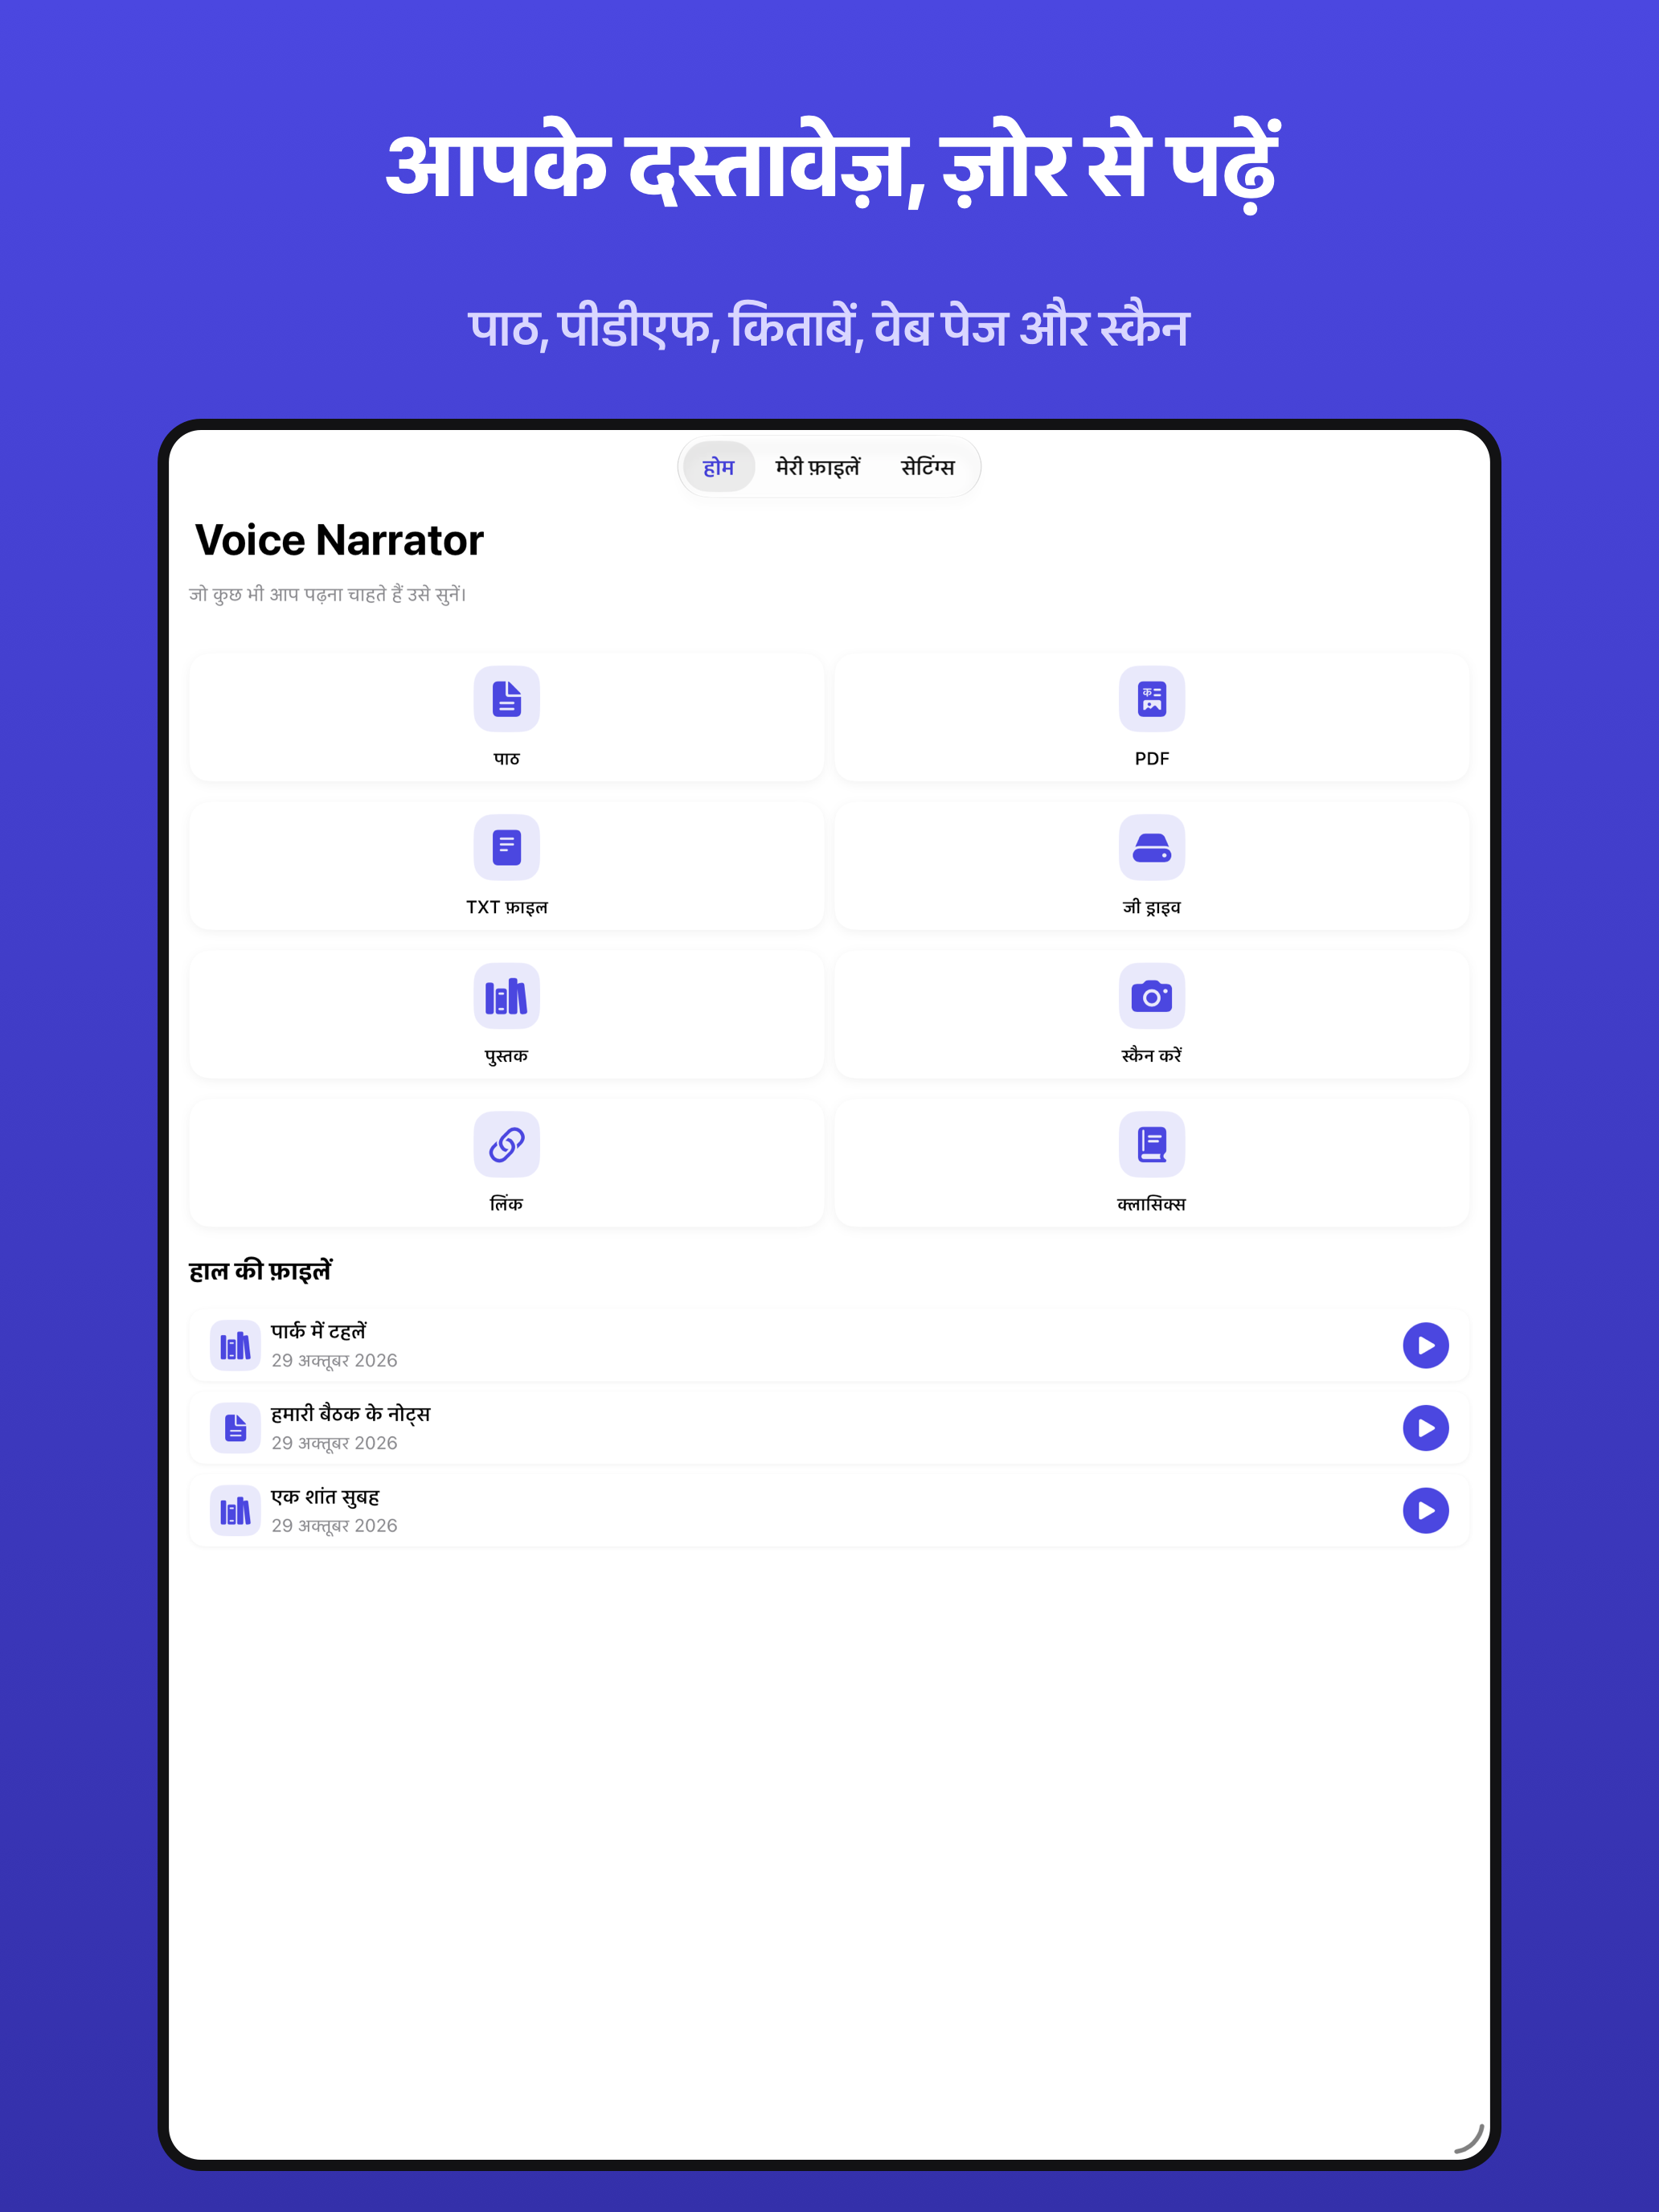 आपके दस्तावेज़, ज़ोर से पढ़ें
पाठ, पीडीएफ, किताबें, वेब पेज और स्कैन
होम मेरी फ़ाइलें सेटिंग्स
Voice Narrator
जो कुछ भी आप पढ़ना चाहते हैं उसे सुनें।
पाठ
PDF
TXT फ़ाइल
जी ड्राइव
पुस्तक
स्कैन करें
लिंक
क्लासिक्स
हाल की फ़ाइलें
पार्क में टहलें
29 अक्तूबर 2026
हमारी बैठक के नोट्स
29 अक्तूबर 2026
एक शांत सुबह
29 अक्तूबर 2026